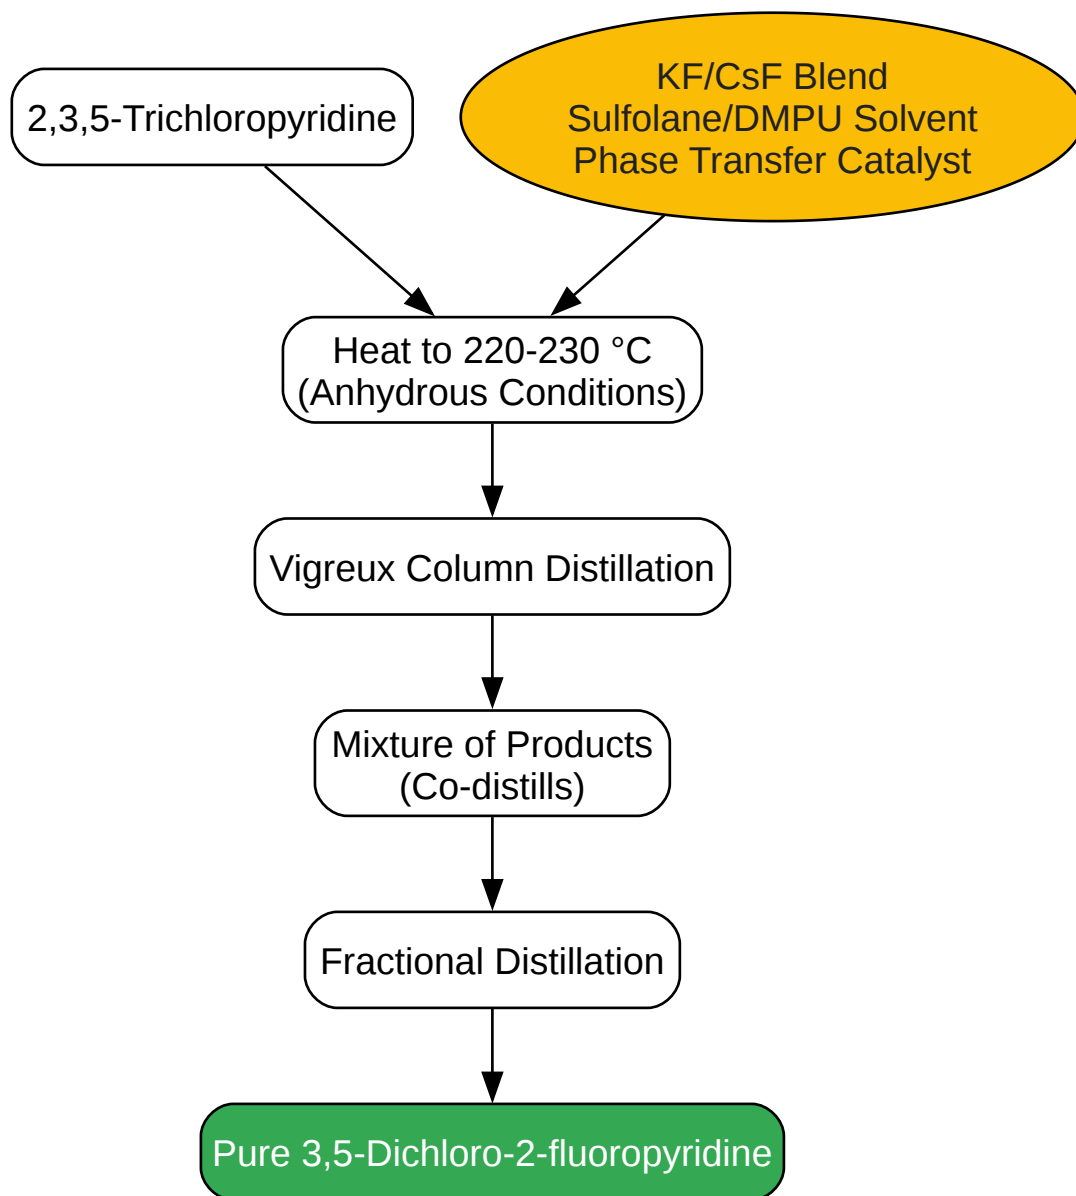 2,3,5-Trichloropyridine
KF/CsF Blend
Sulfolane/DMPU Solvent
Phase Transfer Catalyst
Heat to 220-230 °C
(Anhydrous Conditions)
Vigreux Column Distillation
Mixture of Products
(Co-distills)
Fractional Distillation
Pure 3,5-Dichloro-2-fluoropyridine